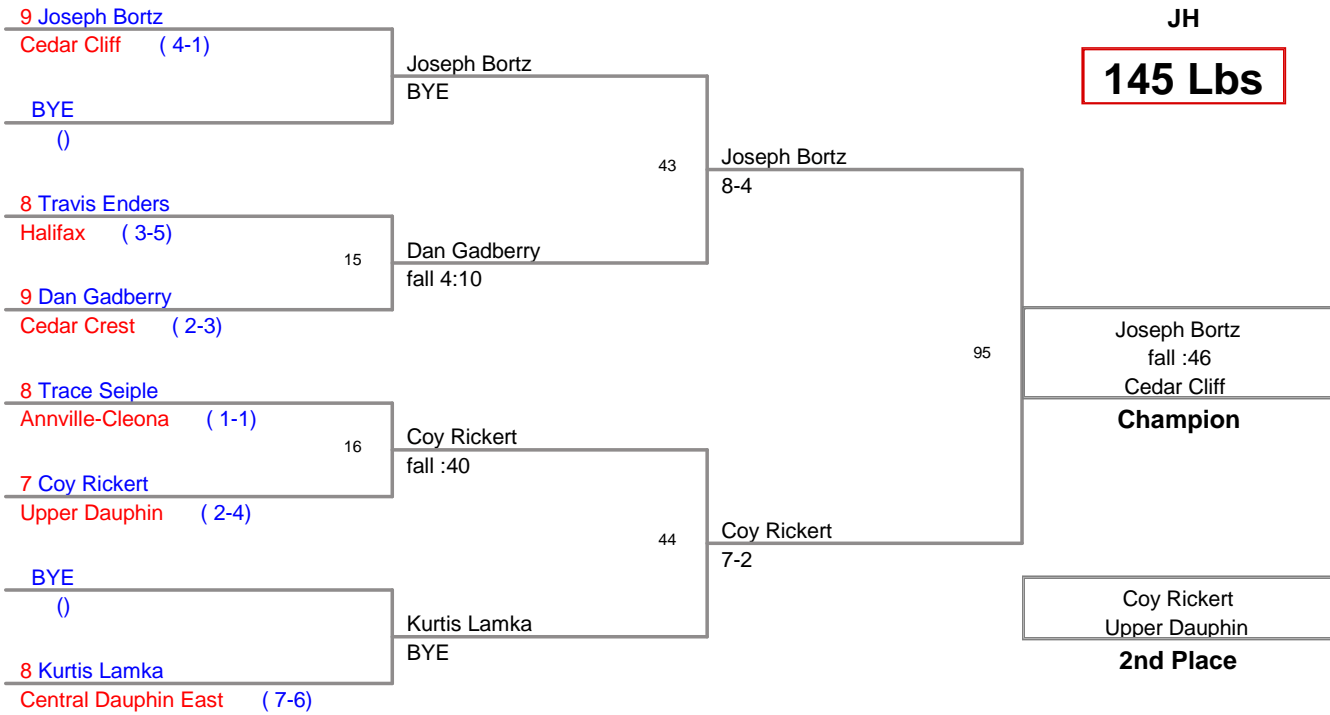 JH
145 Lbs
9 Joseph Bortz
Cedar Cliff ( 4-1)
BYE
()
8 Travis Enders
Halifax ( 3-5)
15
9 Dan Gadberry
Cedar Crest ( 2-3)
8 Trace Seiple
Annville-Cleona ( 1-1)
16
7 Coy Rickert
Upper Dauphin ( 2-4)
BYE
()
8 Kurtis Lamka
Central Dauphin East ( 7-6)
Joseph Bortz
BYE
43
Dan Gadberry
fall 4:10
Coy Rickert
fall :40
44
Kurtis Lamka
BYE
Joseph Bortz
8-4
95
Coy Rickert
7-2
Joseph Bortz
fall :46
Cedar Cliff
Champion
Coy Rickert
Upper Dauphin
2nd Place